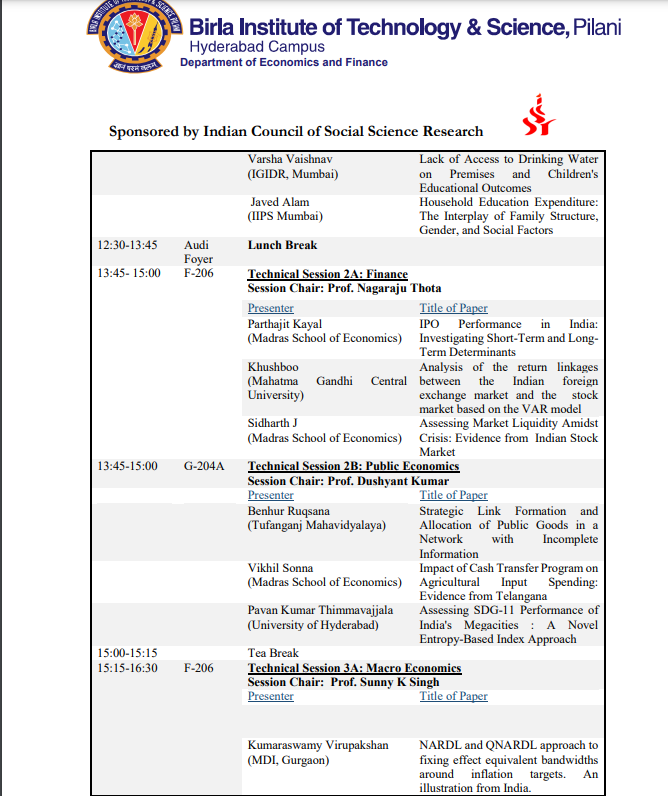 Birla Institute of Technology & Science, Pilani
Hyderabad Campus
Department of Economics and Finance
Sponsored by Indian Council of Social Science Research
Varsha Vaishnav
(IGIDR, Mumbai)
Lack of Access to Drinking Water
on Premises and Children's
Educational Outcomes
Javed Alam
(IIPS Mumbai)
Household Education Expenditure:
The Interplay of Family Structure,
Gender, and Social Factors
12:30-13:45
Audi
Foyer
Lunch Break
13:45- 15:00
F-206
Technical Session 2A: Finance
Session Chair: Prof. Nagaraju Thota
Presenter
Title of Paper
Parthajit Kayal
(Madras School of Economics)
IPO Performance in India:
Investigating Short-Term and Long-
Term Determinants
Khushboo
(Mahatma Gandhi Central
University)
Analysis of the return linkages
between the Indian foreign
exchange market and the stock
market based on the VAR model
Sidharth J
(Madras School of Economics)
Assessing Market Liquidity Amidst
Crisis: Evidence from Indian Stock
Market
13:45-15:00
G-204A
Technical Session 2B: Public Economics
Session Chair: Prof. Dushyant Kumar
Presenter
Title of Paper
Benhur Ruqsana
(Tufanganj Mahavidyalaya)
Strategic Link Formation and
Allocation of Public Goods in a
Network with Incomplete
Information
Vikhil Sonna
(Madras School of Economics)
Impact of Cash Transfer Program on
Agricultural Input Spending:
Evidence from Telangana
Pavan Kumar Thimmavajjala
(University of Hyderabad)
Assessing SDG-11 Performance of
India's Megacities : A Novel
Entropy-Based Index Approach
15:00-15:15
Tea Break
15:15-16:30
F-206
Technical Session 3A: Macro Economics
Session Chair: Prof. Sunny K Singh
Presenter
Title of Paper
Kumaraswamy Virupakshan
(MDI, Gurgaon)
NARDL and QNARDL approach to
fixing effect equivalent bandwidths
around inflation targets. An
illustration from India.